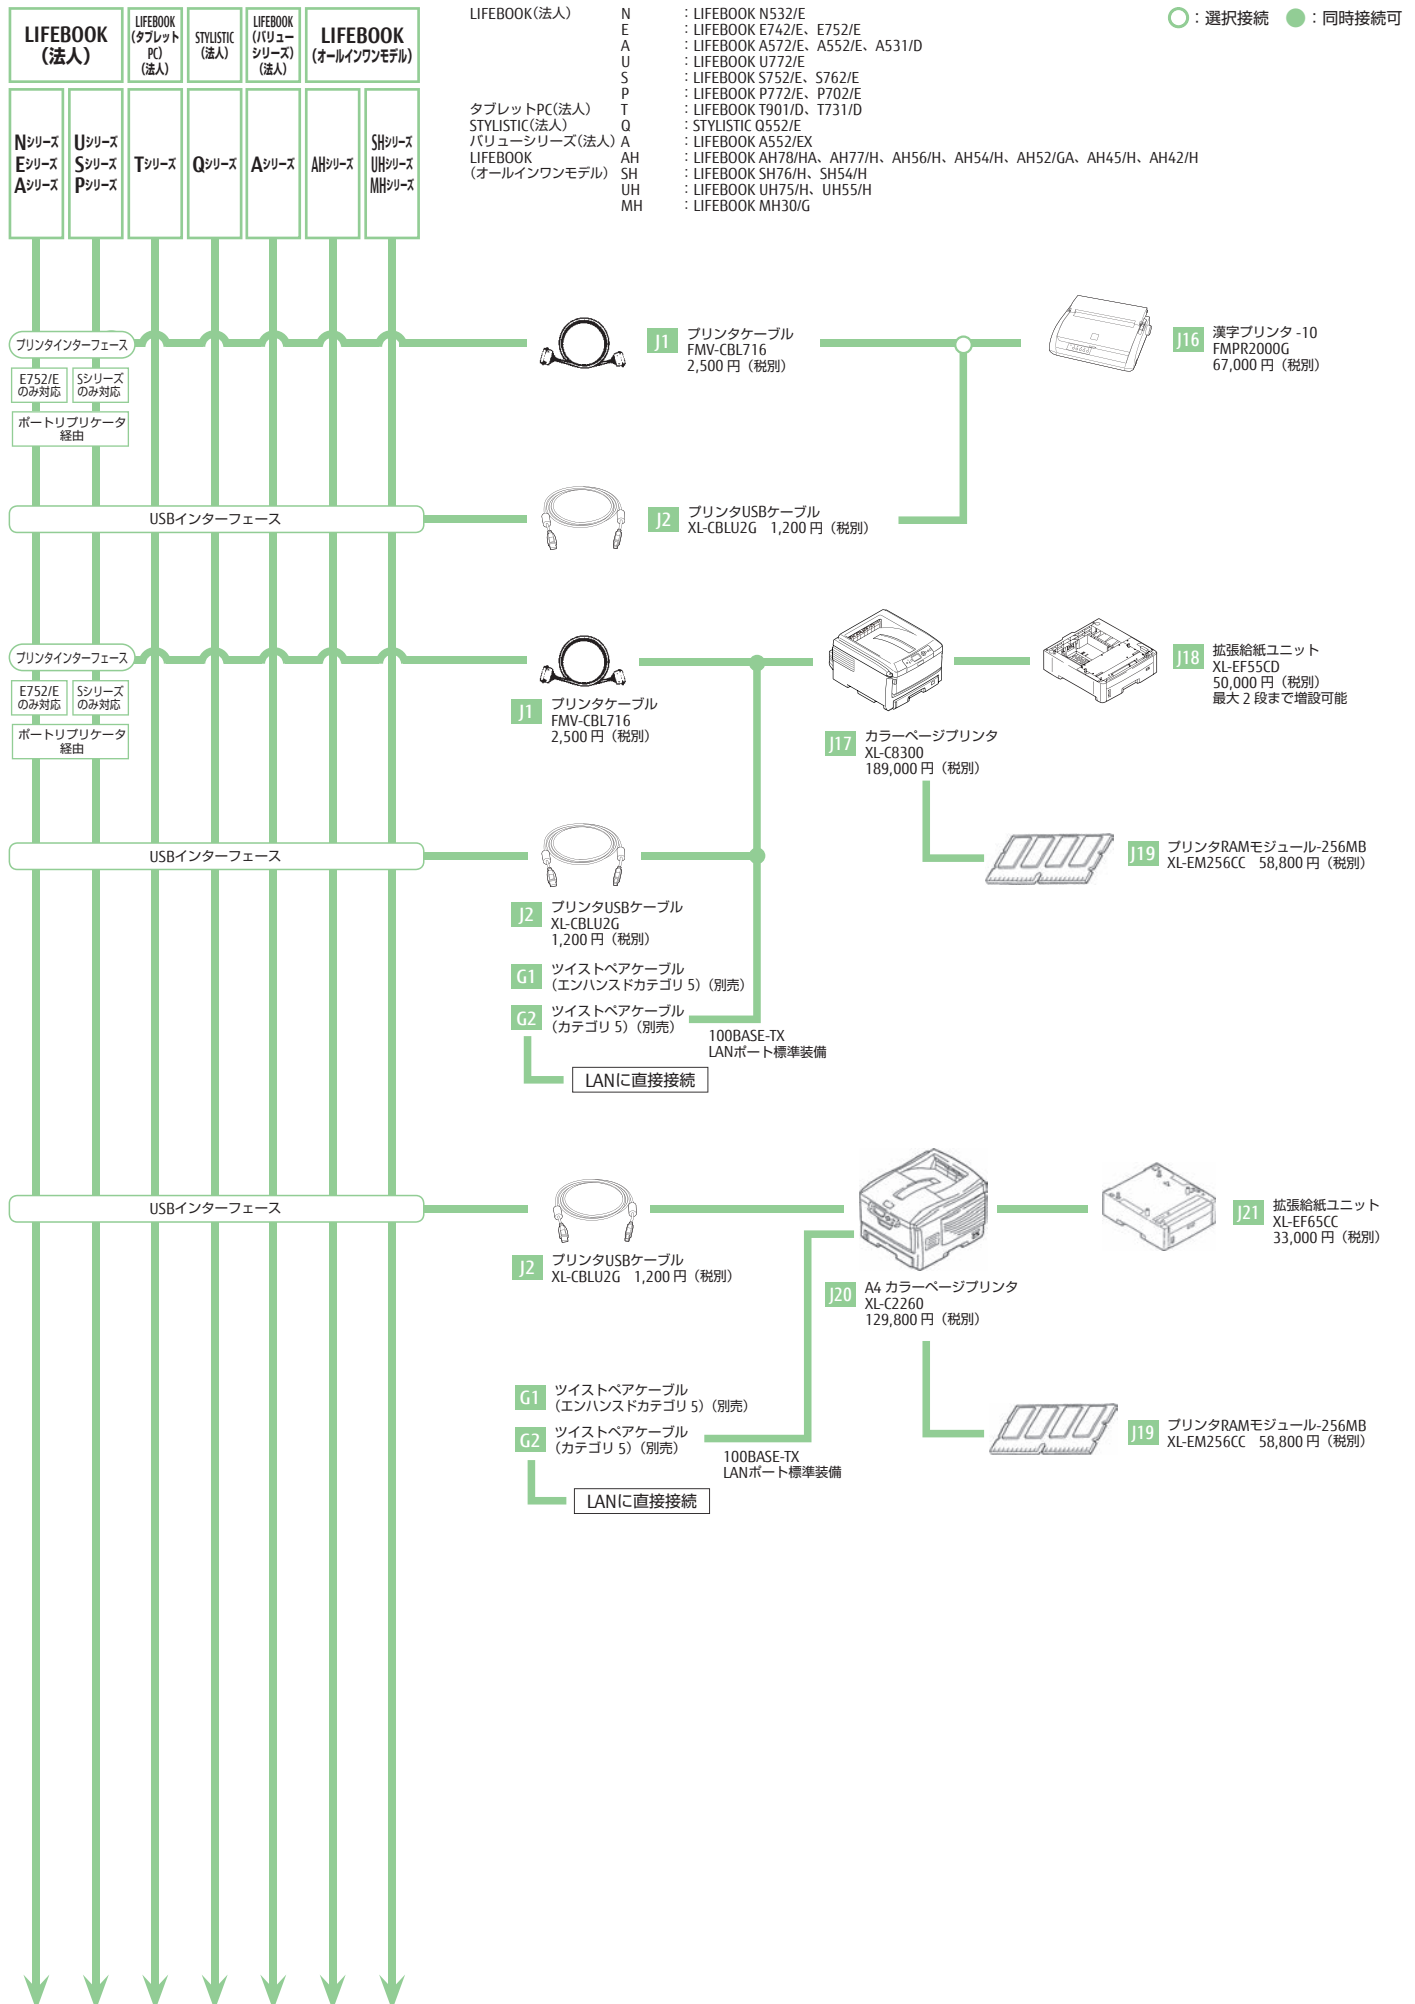 LIFEBOOK
(法人)
LIFEBOOK
(タブレット
PC)
(法人)
STYLISTIC
(法人)
LIFEBOOK
(バリュー
シリーズ)
(法人)
LIFEBOOK
(オールインワンモデル)
Nシリーズ
Eシリーズ
Aシリーズ
Uシリーズ
Sシリーズ
Pシリーズ
Tシリーズ
Qシリーズ
Aシリーズ
AHシリーズ
SHシリーズ
UHシリーズ
MHシリーズ
LIFEBOOK(法人) N :LIFEBOOK N532/E
E :LIFEBOOK E742/E、E752/E
A :LIFEBOOK A572/E、A552/E、A531/D
U :LIFEBOOK U772/E
S :LIFEBOOK S752/E、S762/E
P :LIFEBOOK P772/E、P702/E
タブレットPC(法人) T :LIFEBOOK T901/D、T731/D
STYLISTIC(法人) Q :STYLISTIC Q552/E
バリューシリーズ(法人) A :LIFEBOOK A552/EX
LIFEBOOK AH :LIFEBOOK AH78/HA、AH77/H、AH56/H、AH54/H、AH52/GA、AH45/H、AH42/H
(オールインワンモデル) SH :LIFEBOOK SH76/H、SH54/H
UH :LIFEBOOK UH75/H、UH55/H
MH :LIFEBOOK MH30/G
:選択接続 :同時接続可
プリンタインターフェース
E752/E
のみ対応
Sシリーズ
のみ対応
ポートリプリケータ
経由
J1 プリンタケーブル
FMV-CBL716
2,500円(税別)
J16 漢字プリンタ -10
FMPR2000G
67,000円(税別)
USBインターフェース
J2 プリンタUSBケーブル
XL-CBLU2G 1,200円(税別)
プリンタインターフェース
E752/E
のみ対応
Sシリーズ
のみ対応
ポートリプリケータ
経由
J1 プリンタケーブル
FMV-CBL716
2,500円(税別)
J17 カラーページプリンタ
XL-C8300
189,000円(税別)
J18 拡張給紙ユニット
XL-EF55CD
50,000円(税別)
最大2段まで増設可能
USBインターフェース
J19 プリンタRAMモジュール-256MB
XL-EM256CC 58,800円(税別)
J2 プリンタUSBケーブル
XL-CBLU2G
1,200円(税別)
G1 ツイストペアケーブル
(エンハンスドカテゴリ5)(別売)
G2 ツイストペアケーブル
(カテゴリ5)(別売)
100BASE-TX
LANポート標準装備
LANに直接接続
USBインターフェース
J2 プリンタUSBケーブル
XL-CBLU2G 1,200円(税別)
J20 A4カラーページプリンタ
XL-C2260
129,800円(税別)
J21 拡張給紙ユニット
XL-EF65CC
33,000円(税別)
G1 ツイストペアケーブル
(エンハンスドカテゴリ5)(別売)
G2 ツイストペアケーブル
(カテゴリ5)(別売)
100BASE-TX
LANポート標準装備
J19 プリンタRAMモジュール-256MB
XL-EM256CC 58,800円(税別)
LANに直接接続